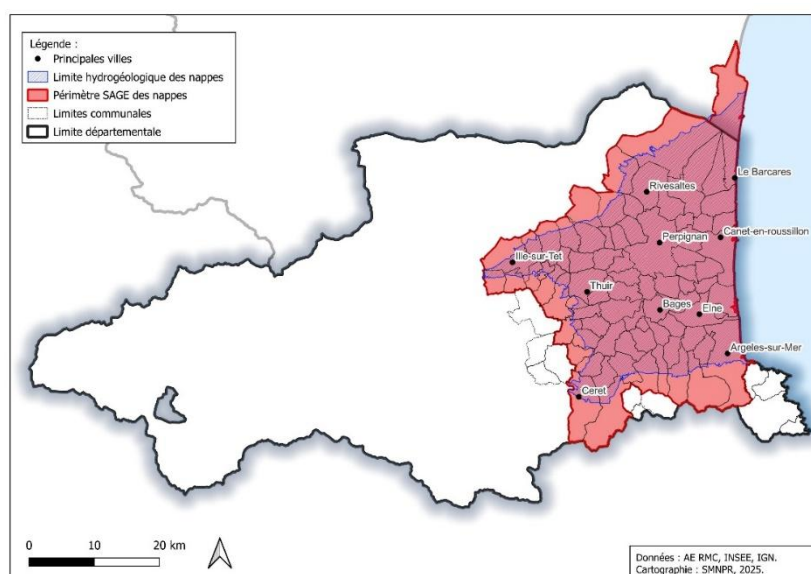 Légende :
Principales villes
Limite hydrogéologique des nappes
Périmètre SAGE des nappes
Limites communales
Limite départementale
Le Barcares
Rivesaltes
Canet-en-roussillon
Perpignan
Ille-sur-Tet
Thuir
Bages
Elne
Argeles-sur-Mer
Ceret
0 10 20 km
Données : AE RMC, INSEE, IGN.
Cartographie : SMNPR, 2025.